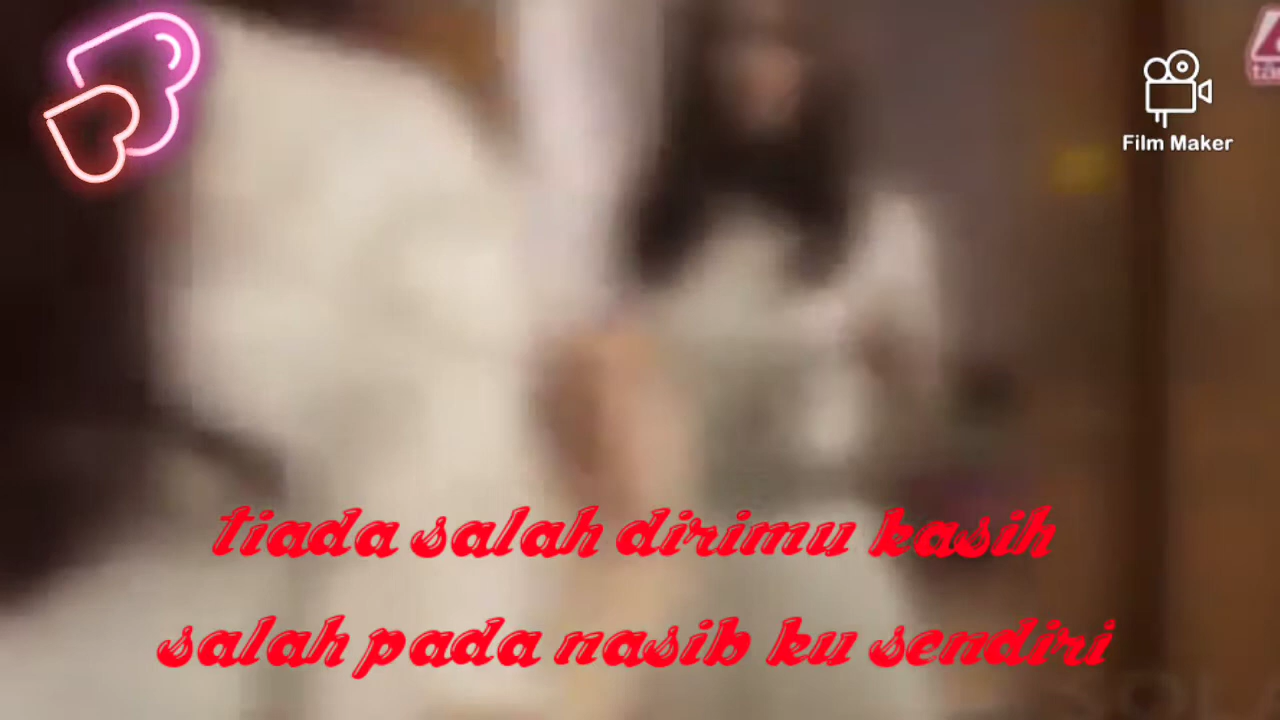 Film Maker
tiada salah dirimu kasih
salah pada nasib ku sendiri